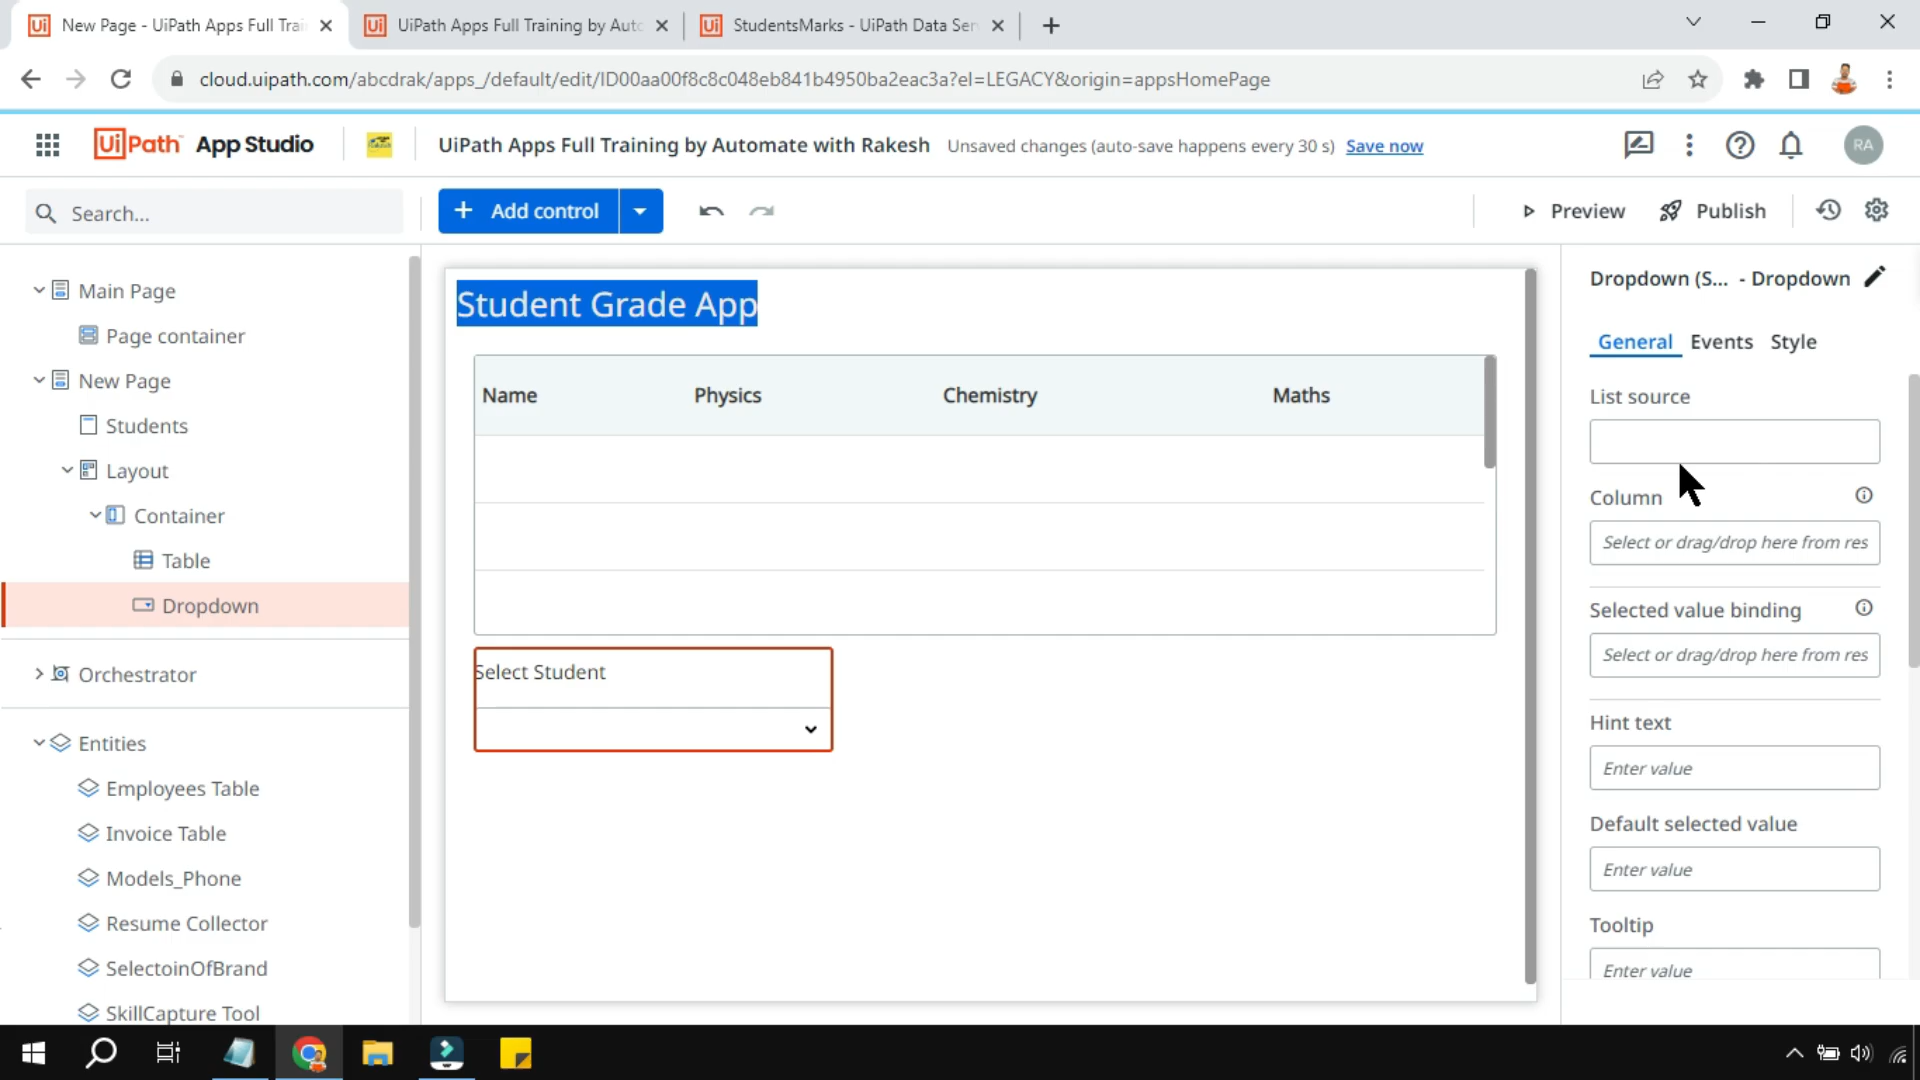 New Page - UiPath Apps Full Trai
UiPath Apps Full Training by Auto
StudentsMarks - UiPath Data Ser
cloud.uipath.com/abcdrak/apps_/default/edit/ID00aa00f8c8c048eb841b4950ba2eac3a?el=LEGACY&origin=appsHomePage
UiPath App Studio
UiPath Apps Full Training by Automate with Rakesh
Unsaved changes (auto-save happens every 30 s) Save now
RA
Search...
+ Add control
Preview
Publish
Main Page
Page container
New Page
Students
Layout
Container
Table
Dropdown
Orchestrator
Entities
Employees Table
Invoice Table
Models_Phone
Resume Collector
SelectoinOfBrand
SkillCapture Tool
Student Grade App
Name Physics Chemistry Maths
Select Student
Dropdown (S... - Dropdown
General Events Style
List source
Column
Select or drag/drop here from res
Selected value binding
Select or drag/drop here from res
Hint text
Enter value
Default selected value
Enter value
Tooltip
Enter value